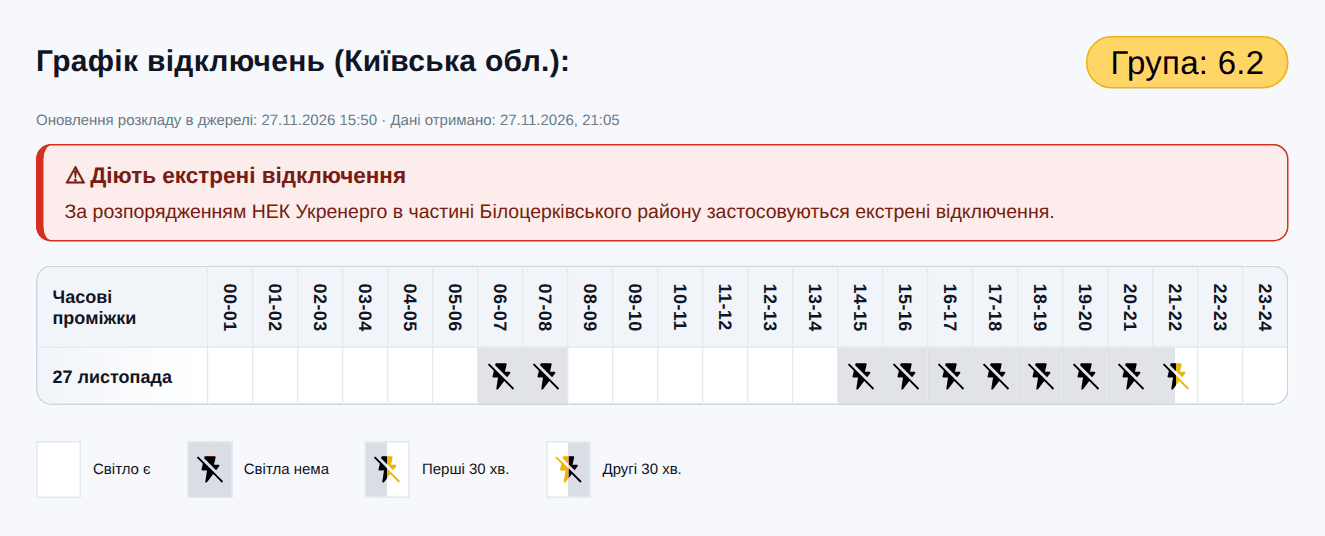 Графік відключень (Київська обл.):
Група: 6.2
Оновлення розкладу в джерелі: 27.11.2026 15:50 · Дані отримано: 27.11.2026, 21:05
⚠ Діють екстрені відключення
За розпорядженням НЕК Укренерго в частині Білоцерківського району застосовуються екстрені відключення.
Часові
проміжки
00-01
01-02
02-03
03-04
04-05
05-06
06-07
07-08
08-09
09-10
10-11
11-12
12-13
13-14
14-15
15-16
16-17
17-18
18-19
19-20
20-21
21-22
22-23
23-24
27 листопада
Світло є
Світла нема
Перші 30 хв.
Другі 30 хв.